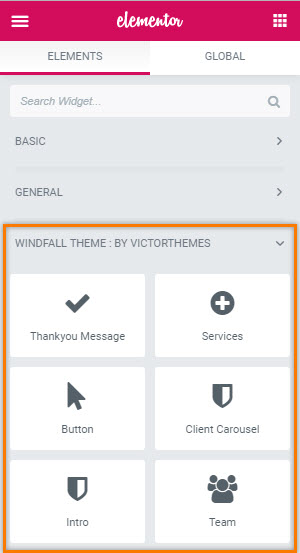 elementor
ELEMENTS GLOBAL
Search Widget...
BASIC
GENERAL
WINDFALL THEME : BY VICTORTHEMES
Thankyou Message Services
Button Client Carousel
Intro Team